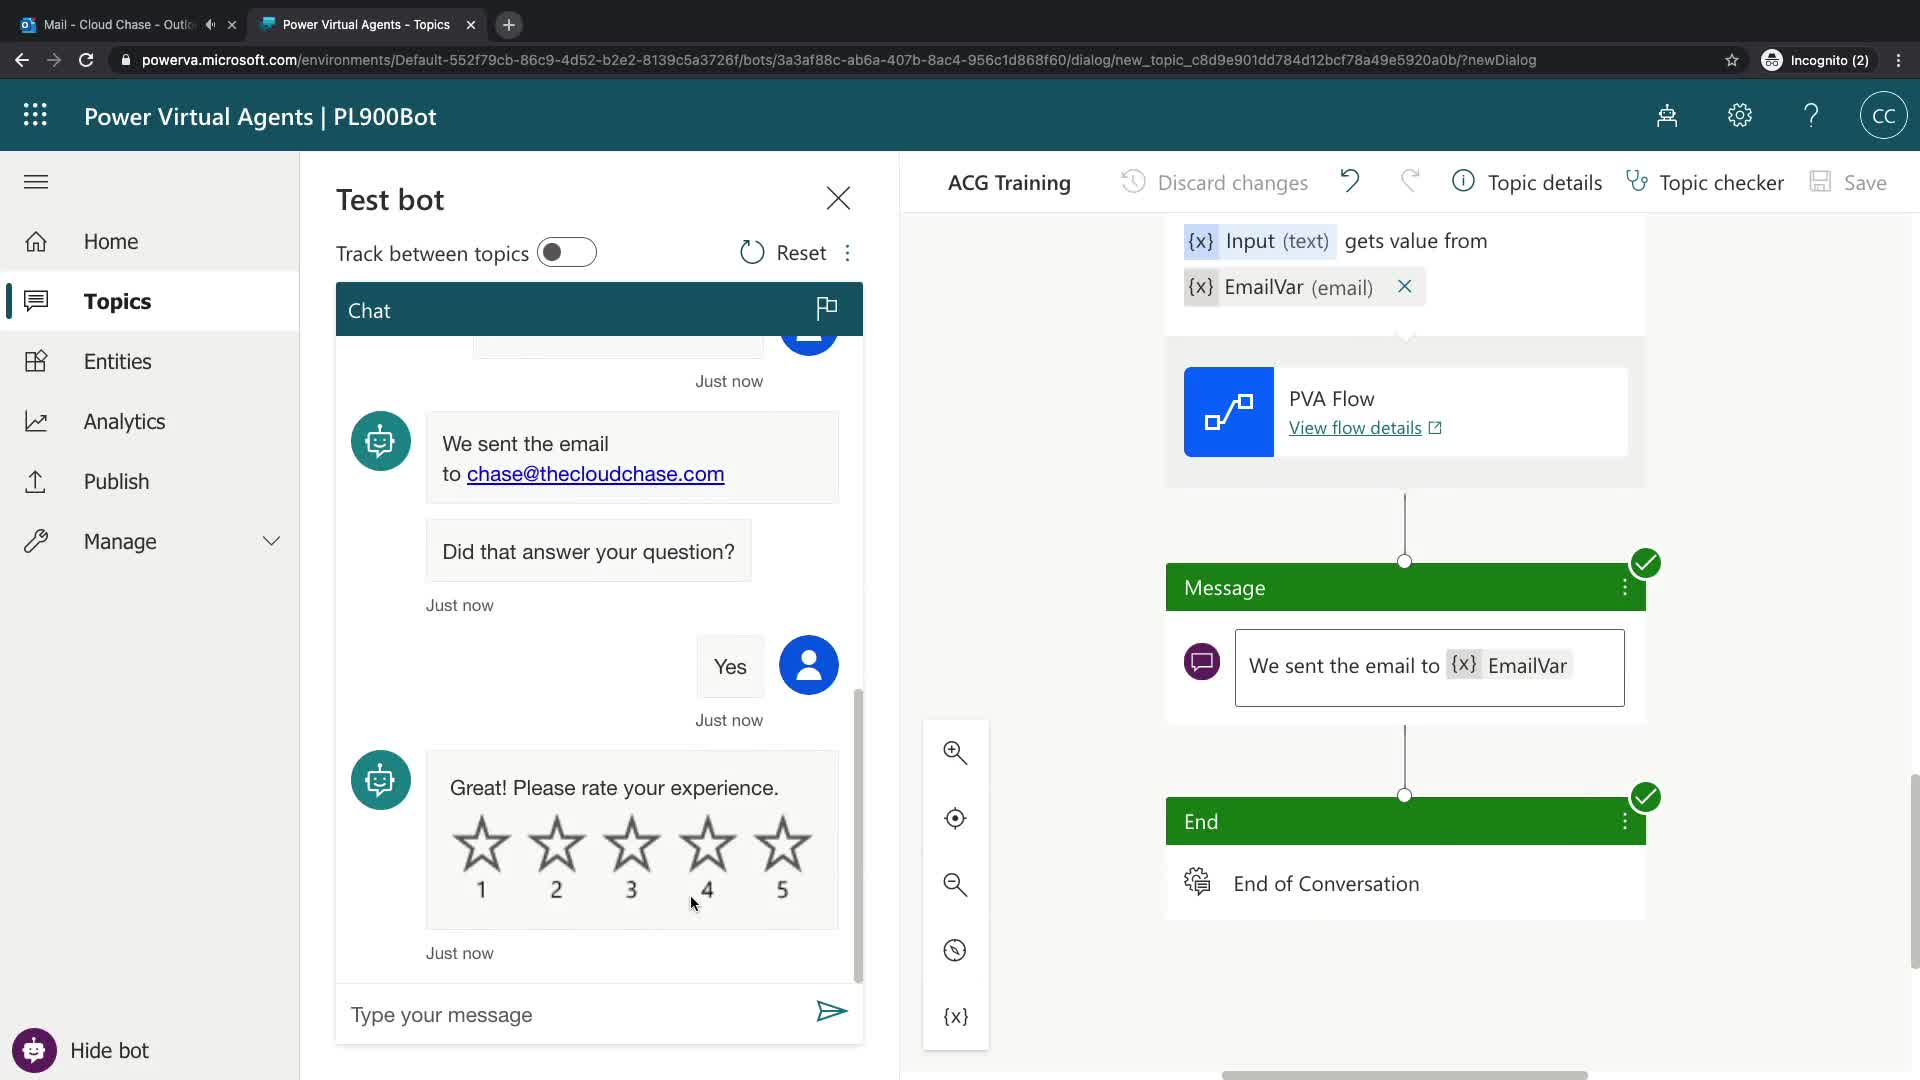 Mail - Cloud Chase - Outlo
Power Virtual Agents - Topics
powerva.microsoft.com/environments/Default-552f79cb-86c9-4d52-b2e2-8139c5a3726f/bots/3a3af88c-ab6a-407b-8ac4-956c1d868f60/dialog/new_topic_c8d9e901dd784d12bcf78a49e5920a0b/?newDialog
Incognito (2)
Power Virtual Agents | PL900Bot
CC
Home
Topics
Entities
Analytics
Publish
Manage
Hide bot
Test bot
Track between topics
Reset
Chat
Just now
We sent the email
to chase@thecloudchase.com
Did that answer your question?
Just now
Yes
Just now
Great! Please rate your experience.
1 2 3 4 5
Just now
Type your message
ACG Training
Discard changes
Topic details
Topic checker
Save
{x} Input (text) gets value from
{x} EmailVar (email)
PVA Flow
View flow details
Message
We sent the email to {x} EmailVar
End
End of Conversation
{x}